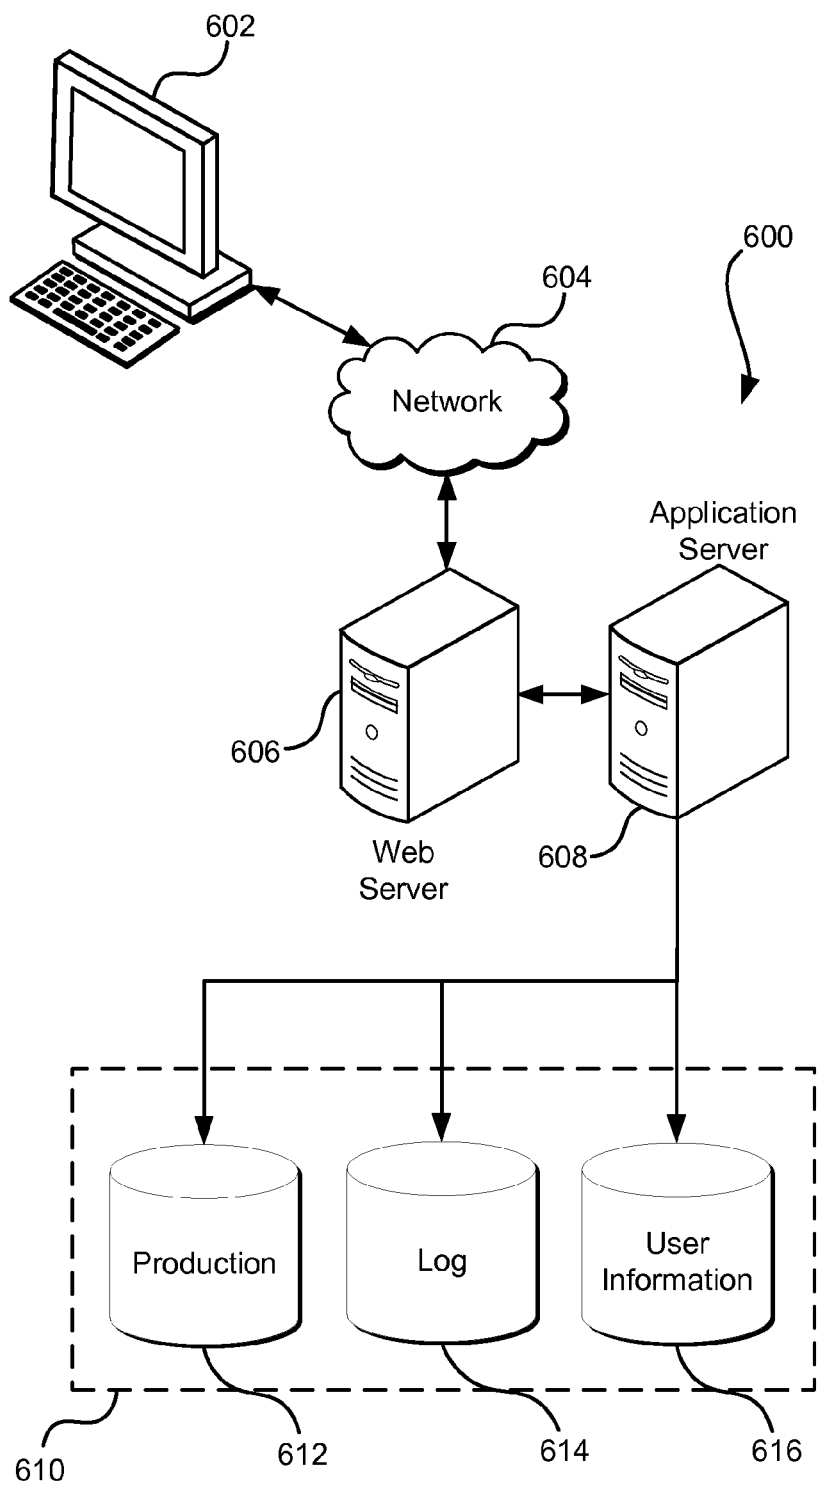 602
600
604
Network
Application
Server
606
608
Web
Server
Production
Log
User
Information
610
612
614
616